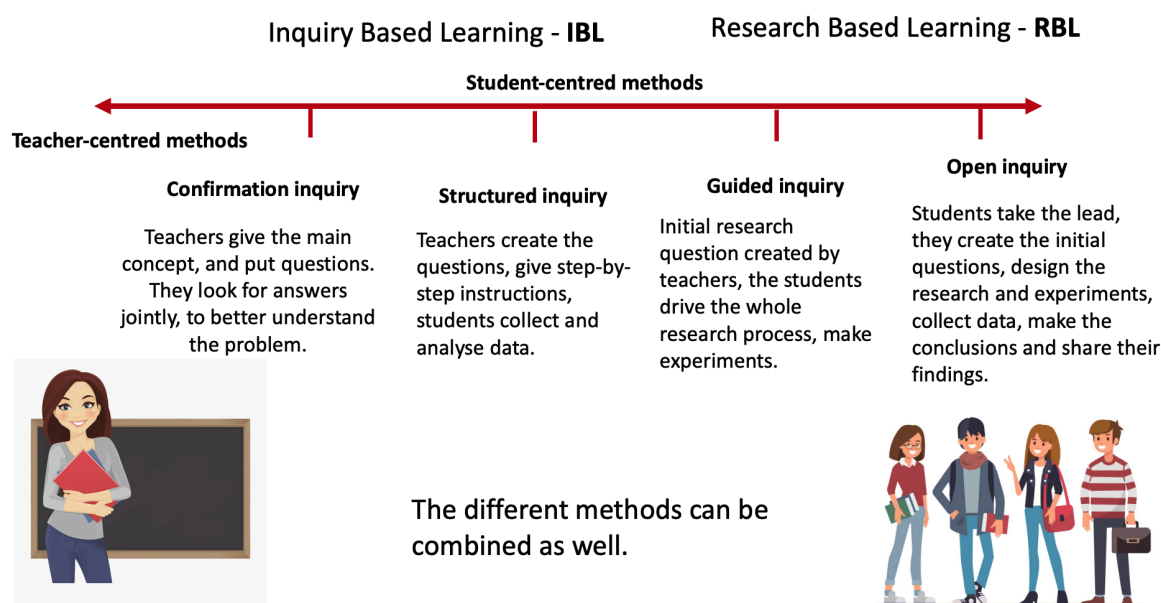 Inquiry Based Learning - IBL
Research Based Learning - RBL
Student-centred methods
Teacher-centred methods
Confirmation inquiry
Teachers give the main
concept, and put questions.
They look for answers
jointly, to better understand
the problem.
Structured inquiry
Teachers create the
questions, give step-by-
step instructions,
students collect and
analyse data.
Guided inquiry
Initial research
question created by
teachers, the students
drive the whole
research process, make
experiments.
Open inquiry
Students take the lead,
they create the initial
questions, design the
research and experiments,
collect data, make the
conclusions and share their
findings.
The different methods can be
combined as well.